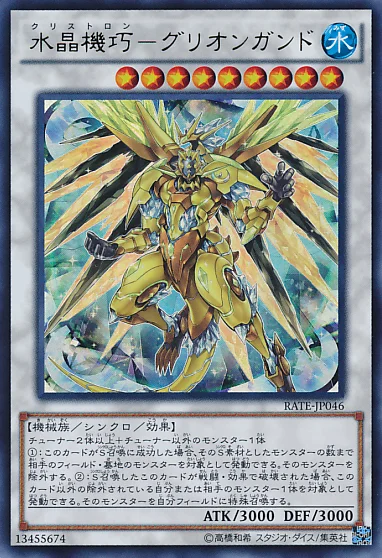 クリストロン
水晶機巧－グリオンガンド
水
RATE-JP046
【機械族／シンクロ／効果】
チューナー２体以上＋チューナー以外のモンスター１体
①：このカードがＳ召喚に成功した場合、そのＳ素材としたモンスターの数まで
相手のフィールド・墓地のモンスターを対象として発動できる。そのモンスター
を除外する。②：Ｓ召喚したこのカードが戦闘・効果で破壊された場合、この
カード以外の除外されている自分または相手のモンスター１体を対象として発
動できる。そのモンスターを自分フィールドに特殊召喚する。
ATK/3000 DEF/3000
13455674
©高橋和希 スタジオ・ダイス/集英社